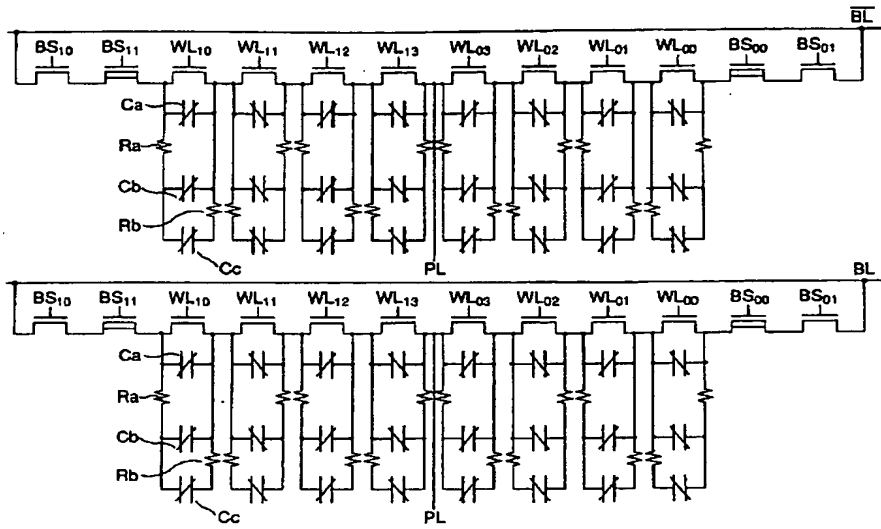 B̅L̅
BS₁₀ BS₁₁ WL₁₀ WL₁₁ WL₁₂ WL₁₃ WL₀₃ WL₀₂ WL₀₁ WL₀₀ BS₀₀ BS₀₁
Ca
Ra
Cb
Rb
Cc PL
BL
BS₁₀ BS₁₁ WL₁₀ WL₁₁ WL₁₂ WL₁₃ WL₀₃ WL₀₂ WL₀₁ WL₀₀ BS₀₀ BS₀₁
Ca
Ra
Cb
Rb
Cc PL